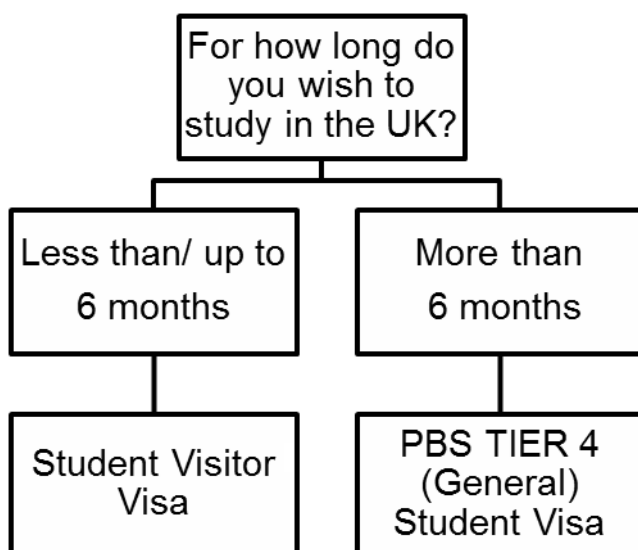 For how long do
you wish to
study in the UK?
Less than/ up to
6 months
More than
6 months
Student Visitor
Visa
PBS TIER 4
(General)
Student Visa